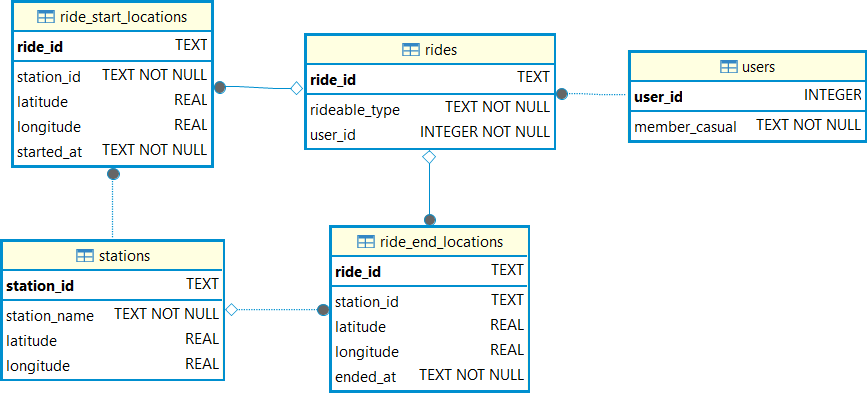 ride_start_locations
ride_id TEXT
station_id TEXT NOT NULL
latitude REAL
longitude REAL
started_at TEXT NOT NULL
rides
ride_id TEXT
rideable_type TEXT NOT NULL
user_id INTEGER NOT NULL
users
user_id INTEGER
member_casual TEXT NOT NULL
stations
station_id TEXT
station_name TEXT NOT NULL
latitude REAL
longitude REAL
ride_end_locations
ride_id TEXT
station_id TEXT
latitude REAL
longitude REAL
ended_at TEXT NOT NULL